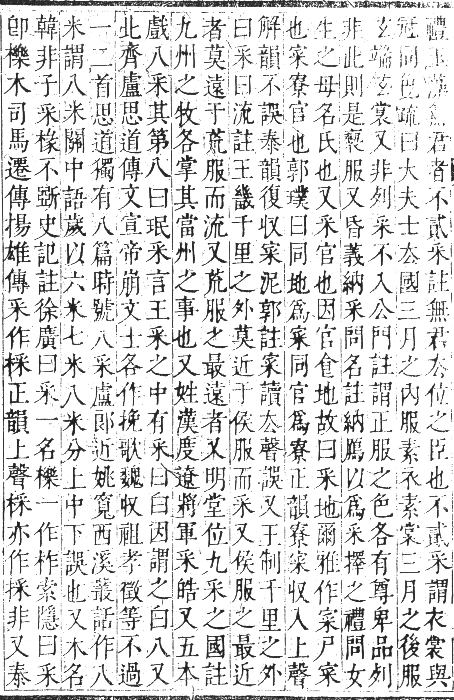 禮玉漢無君者不貳采註無君厺位之臣也不貳采謂衣裳與
冠同色疏曰大夫士厺國三月之內服素衣素裳三月之後服
玄端玄裳又非列采不入公門註謂正服之色各有尊卑品列
非此則是褻服又昏義納采問名註納鴈以爲采擇之禮問女
生之母名氏也又采官也因官食地故曰采地爾雅作寀尸寀
也寀寮官也郭璞曰同地爲寀同官爲寮正韻寮寀收入上聲
解韻不誤泰韻復收寀泥郭註寀讀厺聲誤又王制千里之外
曰采曰流註王畿千里之外莫近于侯服而采又侯服之最近
者莫遠于荒服而流又荒服之最遠者又明堂位九采之國註
九州之牧各掌其當州之事也又姓漢度遼將軍采皓又五本
戲八采其第八曰珉采言王采之中有采曰白因謂之白八又
北齊盧思道傳文宣帝崩文士各作挽歌魏收祖孝徵等不過
一二首思道獨有八篇時號八采盧郞近姚寬西溪叢話作八
米謂八米關中語歲以六米七米八米分上中下誤也又木名
韓非子采椽不斲史記註徐廣曰采一名櫟一作柞索隱曰采
卽櫟木司馬遷傳揚雄傳采作棌正韻上聲棌亦作採非又泰